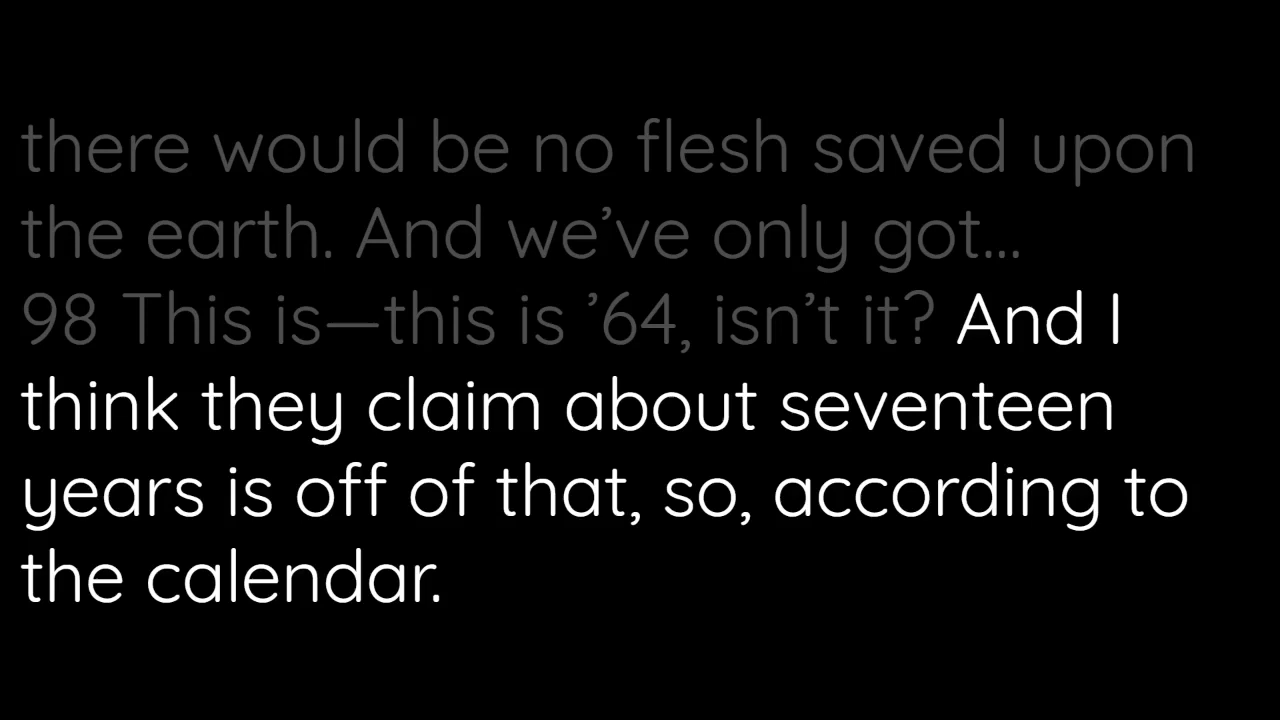 there would be no flesh saved upon
the earth. And we’ve only got...
98 This is—this is ’64, isn’t it? And I
think they claim about seventeen
years is off of that, so, according to
the calendar.